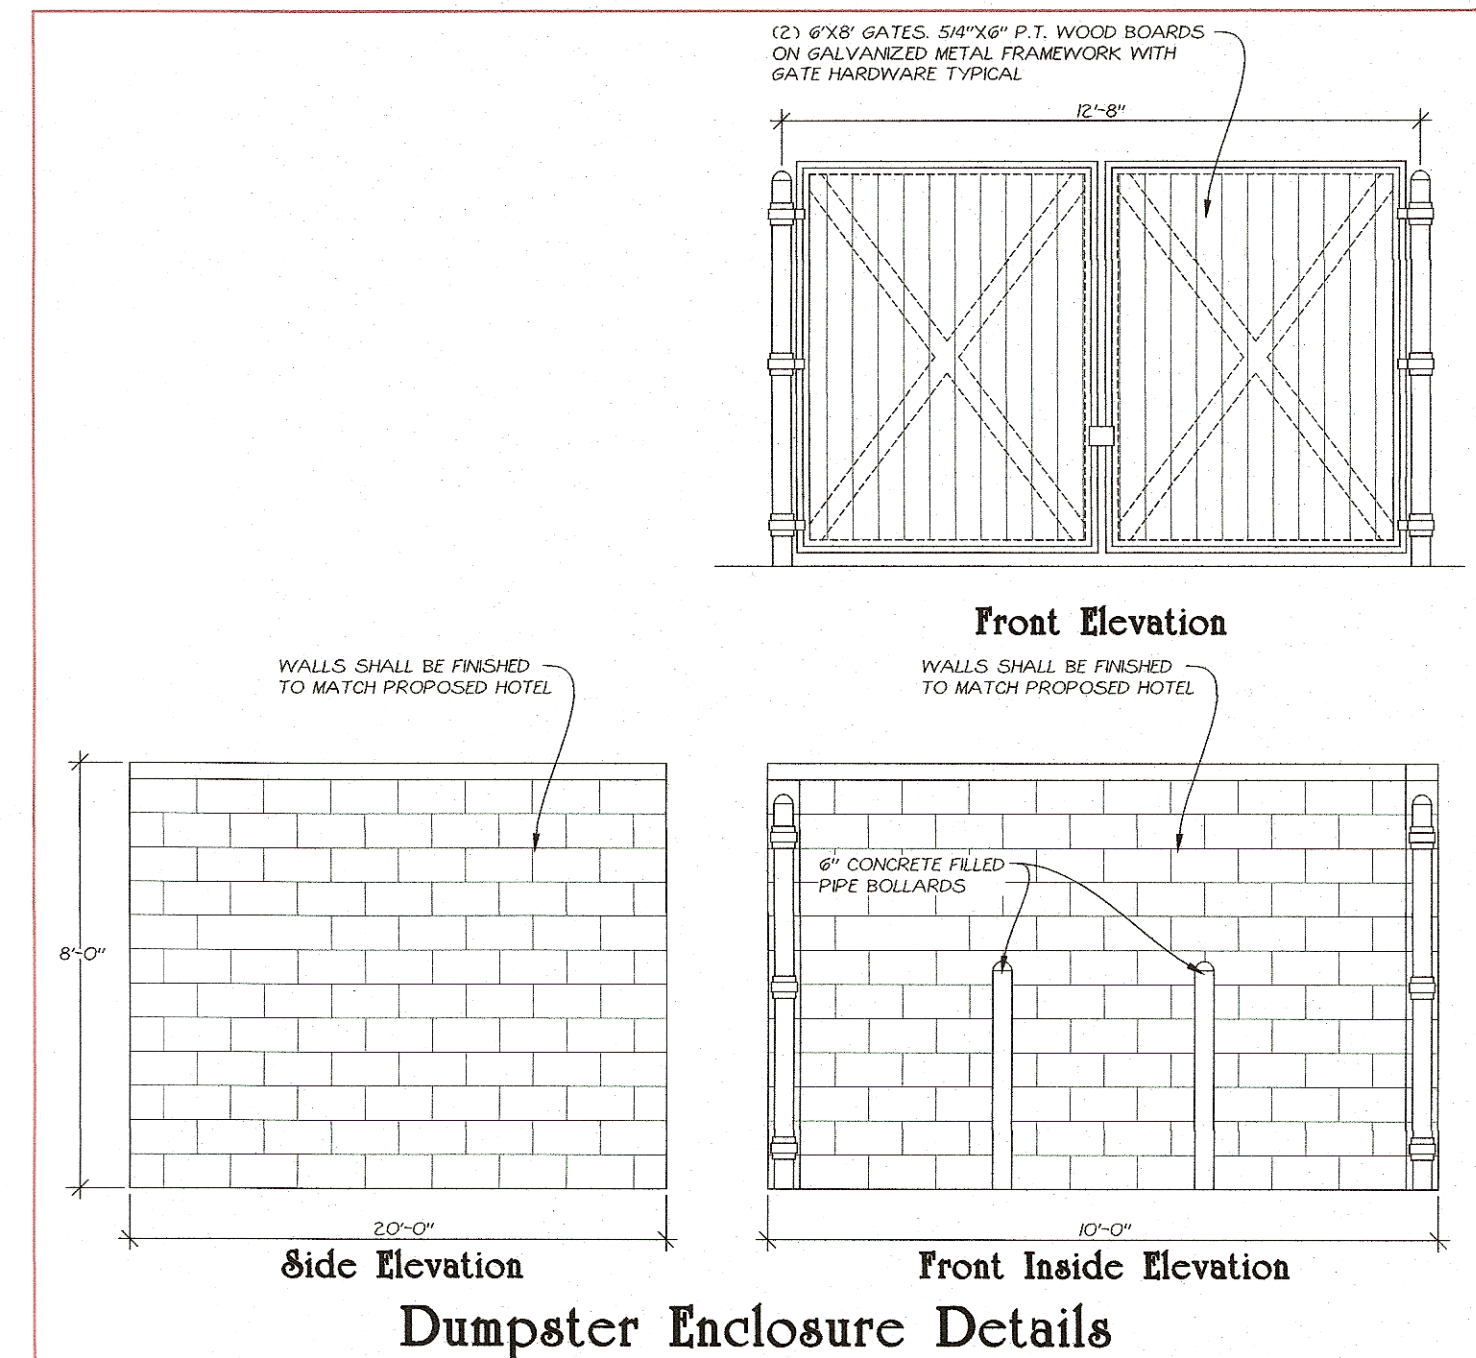 (2) 6'X8' GATES. 5/4"X6" P.T. WOOD BOARDS
ON GALVANIZED METAL FRAMEWORK WITH
GATE HARDWARE TYPICAL
12'-8"
Front Elevation
WALLS SHALL BE FINISHED
TO MATCH PROPOSED HOTEL
8'-0"
20'-0"
Side Elevation
WALLS SHALL BE FINISHED
TO MATCH PROPOSED HOTEL
6" CONCRETE FILLED
PIPE BOLLARDS
10'-0"
Front Inside Elevation
Dumpster Enclosure Details